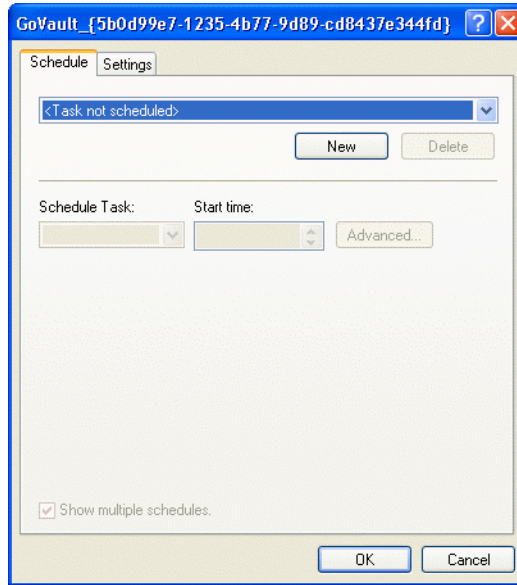 GoVault_{5b0d99e7-1235-4b77-9d89-cd8437e344fd}
Schedule Settings
<Task not scheduled>
New Delete
Schedule Task: Start time:
Advanced...
Show multiple schedules.
OK Cancel